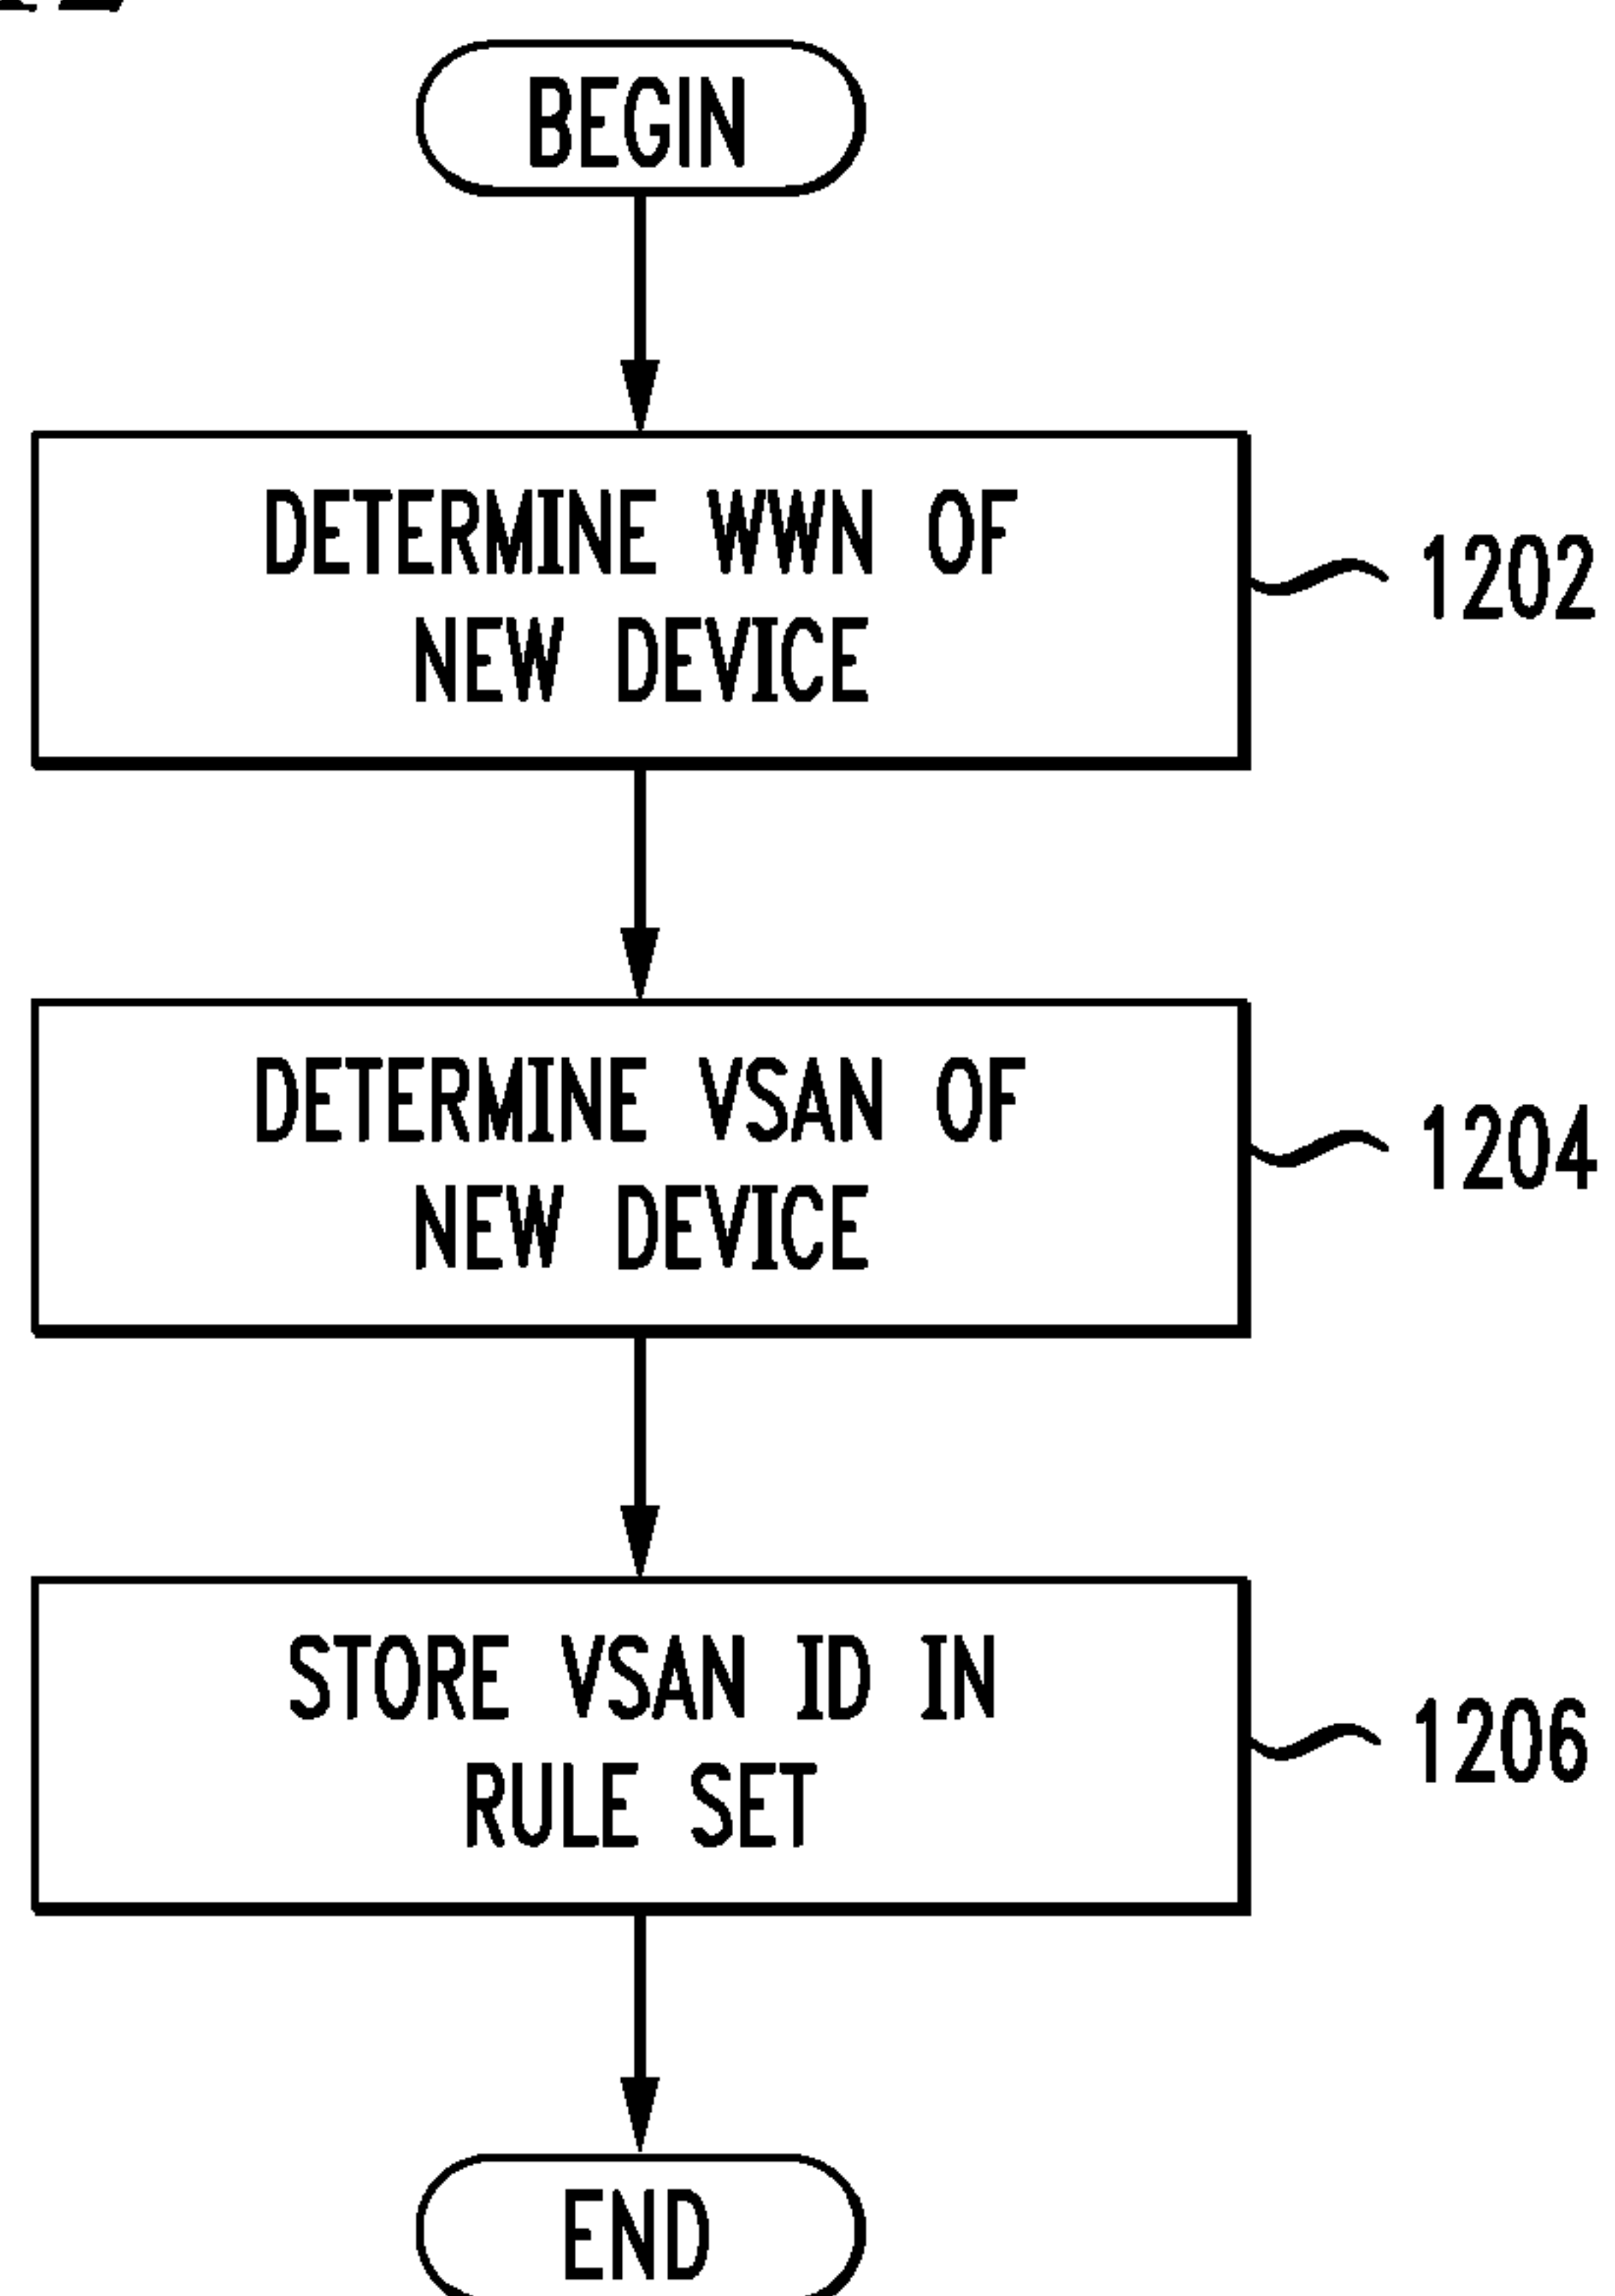 BEGIN
DETERMINE WWN OF
NEW DEVICE
1202
DETERMINE VSAN OF
NEW DEVICE
1204
STORE VSAN ID IN
RULE SET
1206
END